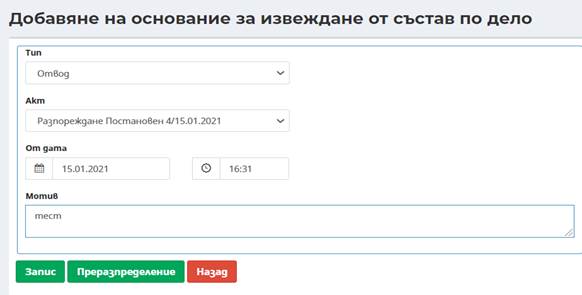 Добавяне на основание за извеждане от състав по дело
Тип
Отвод
Акт
Разпореждане Постановен 4/15.01.2021
От дата
15.01.2021 16:31
Мотив
тест
Запис Преразпределение Назад